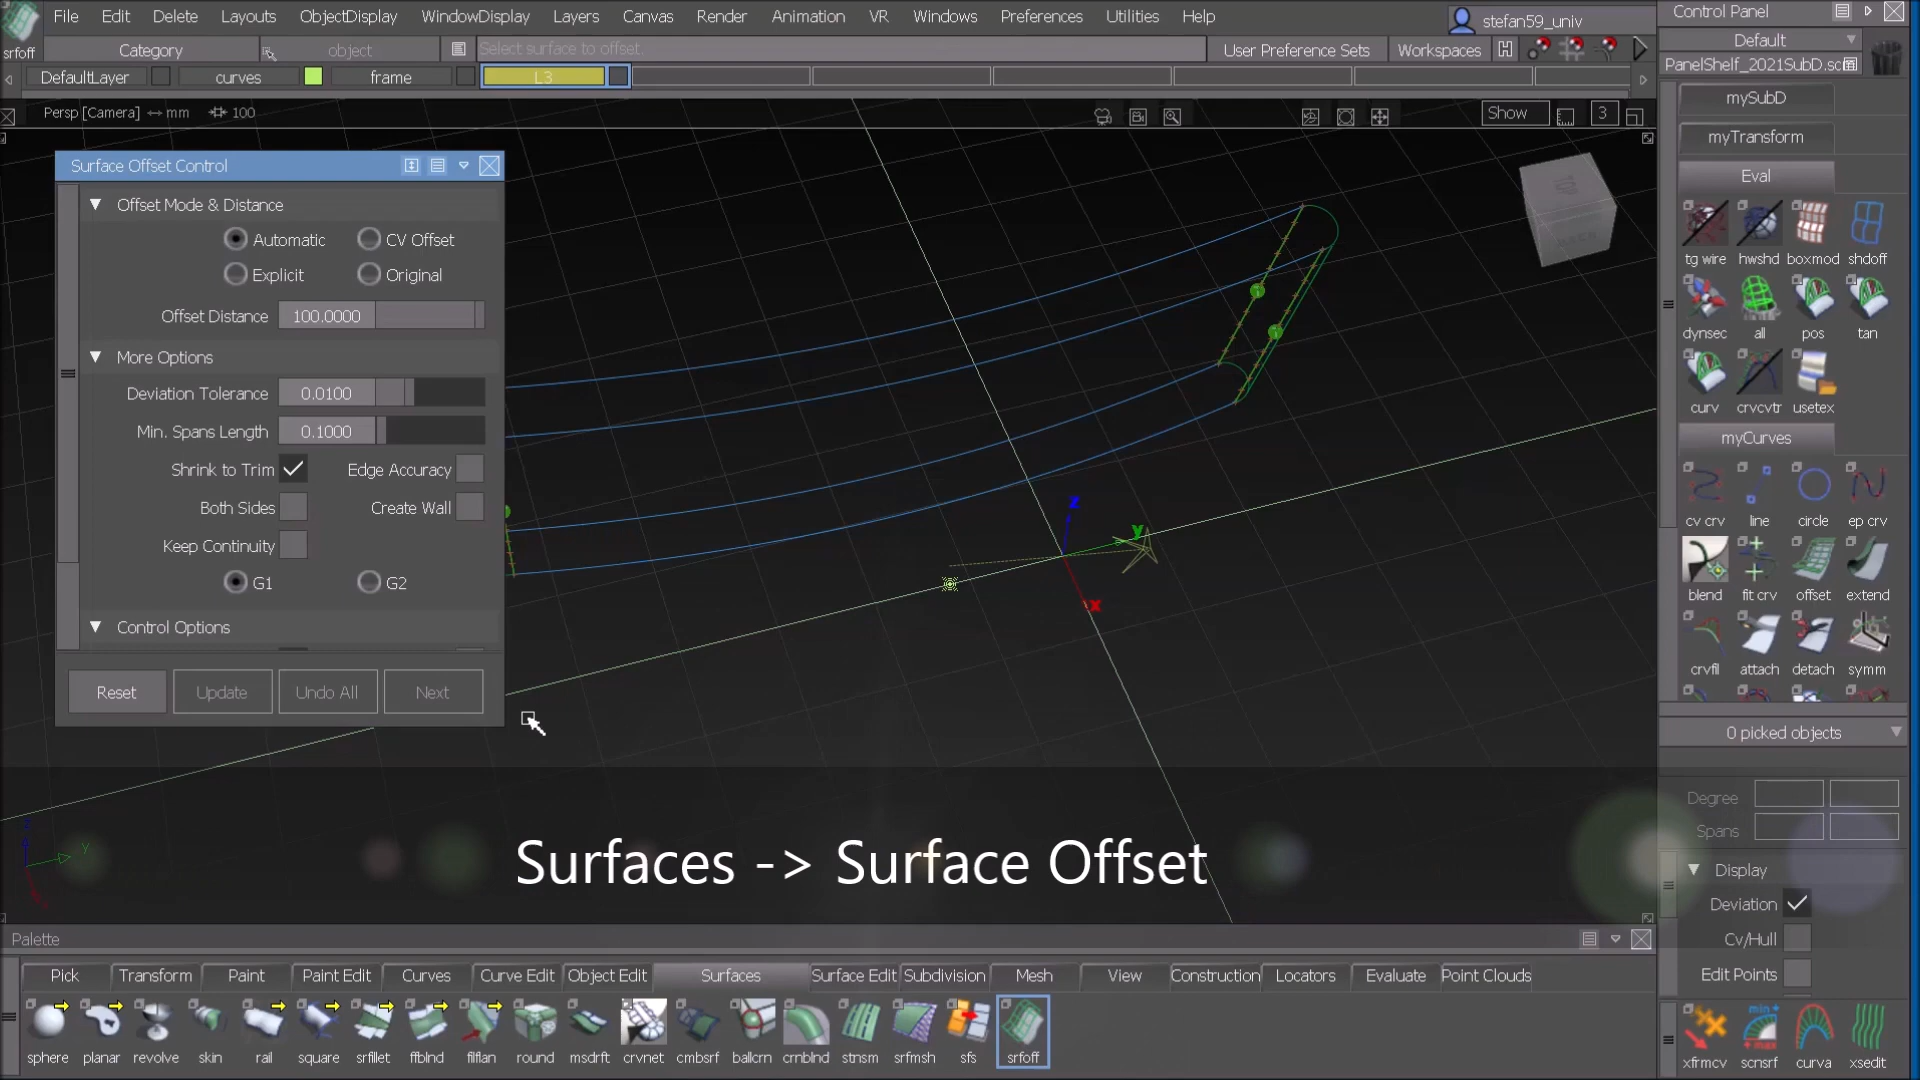 File Edit Delete Layouts ObjectDisplay WindowDisplay Layers Canvas Render Animation VR Windows Preferences Utilities Help
stefan59_univ
Control Panel
srfoff
Category
object
Select surface to offset.
User Preference Sets
Workspaces
Default
PanelShelf_2021SubD.sc
DefaultLayer
curves
frame
L3
Persp [Camera] mm 100
Show
3
mySubD
myTransform
Eval
tg wire hwshd boxmod shdoff
dynsec all pos tan
curv crvcvtr usetex
myCurves
cv crv line circle ep crv
blend fit crv offset extend
crvfil attach detach symm
0 picked objects
Degree
Spans
Display
Deviation
Cv/Hull
Edit Points
xfrmcv scnsrf curva xsedit
Surface Offset Control
Offset Mode & Distance
Automatic CV Offset
Explicit Original
Offset Distance 100.0000
More Options
Deviation Tolerance 0.0100
Min. Spans Length 0.1000
Shrink to Trim Edge Accuracy
Both Sides Create Wall
Keep Continuity
G1 G2
Control Options
Reset Update Undo All Next
z
y
x
y
Surfaces -> Surface Offset
Palette
Pick Transform Paint Paint Edit Curves Curve Edit Object Edit Surfaces Surface Edit Subdivision Mesh View Construction Locators Evaluate Point Clouds
sphere planar revolve skin rail square srfillet ffblnd filflan round msdrft crvnet cmbsrf ballcrn crnblnd stnsm srfmsh sfs srfoff